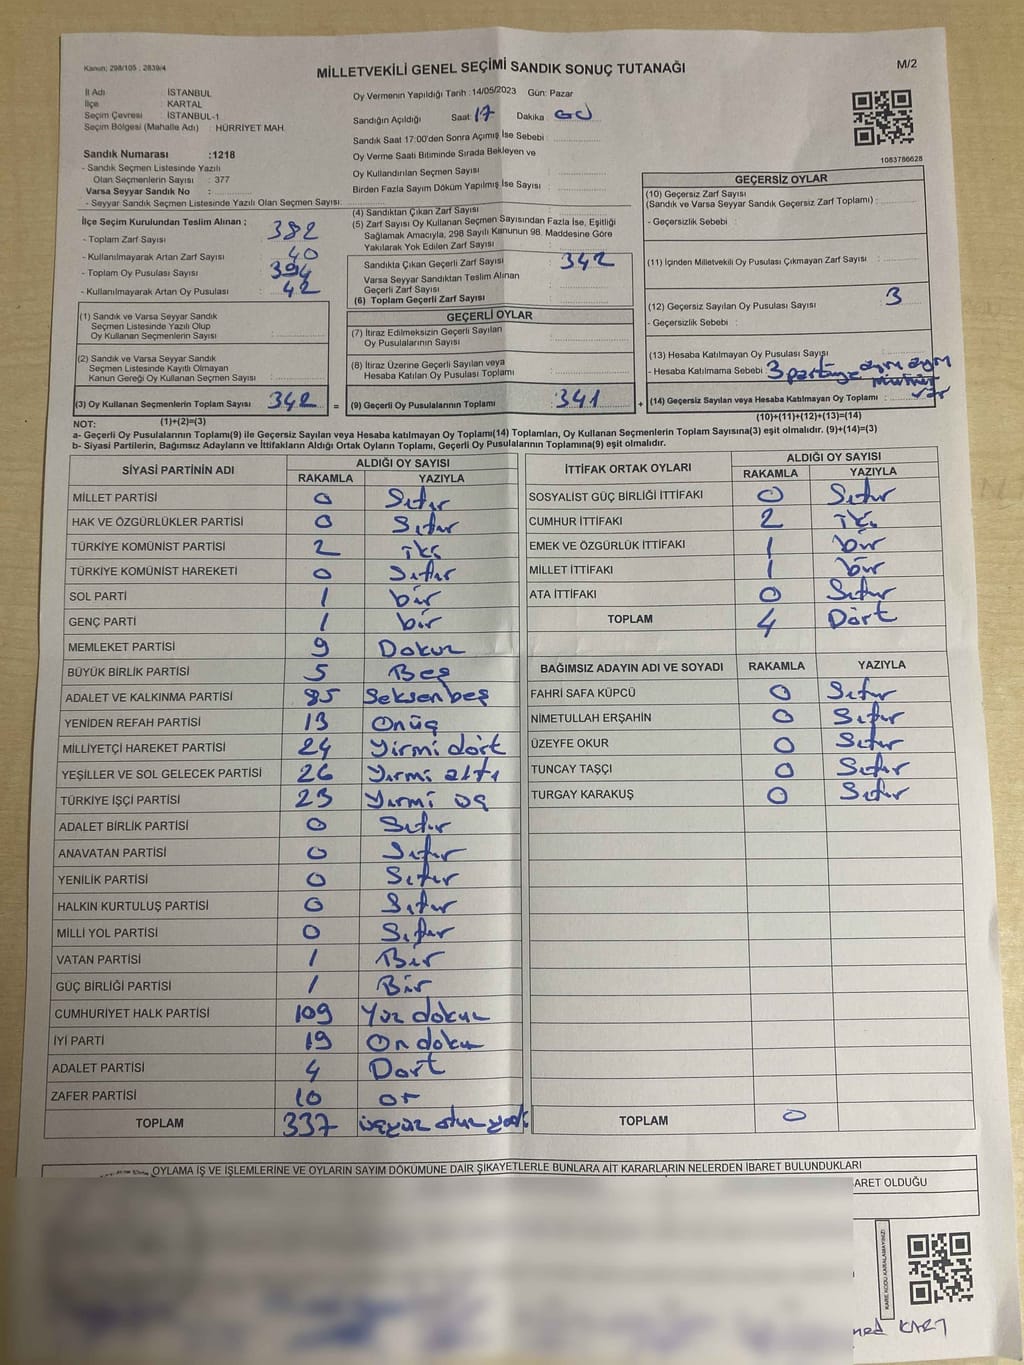 Kanun; 298/105 ; 2839/4
MİLLETVEKİLİ GENEL SEÇİMİ SANDIK SONUÇ TUTANAĞI
M/2
İl Adı : İSTANBUL
İlçe : KARTAL
Seçim Çevresi : İSTANBUL-1
Seçim Bölgesi (Mahalle Adı) : HÜRRİYET MAH.
Sandık Numarası :1218
- Sandık Seçmen Listesinde Yazılı
Olan Seçmenlerin Sayısı : 377
Varsa Seyyar Sandık No :
- Seyyar Sandık Seçmen Listesinde Yazılı Olan Seçmen Sayısı:
Oy Vermenin Yapıldığı Tarih :14/05/2023 Gün: Pazar
Sandığın Açıldığı Saat: 17 Dakika:
Sandık Saat 17:00'den Sonra Açımış İse Sebebi :
Oy Verme Saati Bitiminde Sırada Bekleyen ve
Oy Kullandırılan Seçmen Sayısı :
Birden Fazla Sayım Döküm Yapılmış İse Sayısı :
1083786628
İlçe Seçim Kurulundan Teslim Alınan ;
- Toplam Zarf Sayısı : 382
- Kullanılmayarak Artan Zarf Sayısı : 40
- Toplam Oy Pusulası Sayısı : 394
- Kullanılmayarak Artan Oy Pusulası : 42
(1) Sandık ve Varsa Seyyar Sandık
Seçmen Listesinde Yazılı Olup
Oy Kullanan Seçmenlerin Sayısı :
(2) Sandık ve Varsa Seyyar Sandık
Seçmen Listesinde Kayıtlı Olmayan
Kanun Gereği Oy Kullanan Seçmen Sayısı :
(3) Oy Kullanan Seçmenlerin Toplam Sayısı : 342
(4) Sandıktan Çıkan Zarf Sayısı :
(5) Zarf Sayısı Oy Kullanan Seçmen Sayısından Fazla İse, Eşitliği
Sağlamak Amacıyla, 298 Sayılı Kanunun 98. Maddesine Göre
Yakılarak Yok Edilen Zarf Sayısı :
Sandıkta Çıkan Geçerli Zarf Sayısı : 342
Varsa Seyyar Sandıktan Teslim Alınan
Geçerli Zarf Sayısı :
(6) Toplam Geçerli Zarf Sayısı :
GEÇERLİ OYLAR
(7) İtiraz Edilmeksizin Geçerli Sayılan
Oy Pusulalarının Sayısı :
(8) İtiraz Üzerine Geçerli Sayılan veya
Hesaba Katılan Oy Pusulası Toplamı :
= (9) Geçerli Oy Pusulalarının Toplamı : 341 +
GEÇERSİZ OYLAR
(10) Geçersiz Zarf Sayısı
(Sandık ve Varsa Seyyar Sandık Geçersiz Zarf Toplamı) :
- Geçersizlik Sebebi :
(11) İçinden Milletvekili Oy Pusulası Çıkmayan Zarf Sayısı :
(12) Geçersiz Sayılan Oy Pusulası Sayısı : 3
- Geçersizlik Sebebi :
(13) Hesaba Katılmayan Oy Pusulası Sayısı :
- Hesaba Katılmama Sebebi : 3 partiye ayrı ayrı
mühür
(14) Geçersiz Sayılan veya Hesaba Katılmayan Oy Toplamı : var
NOT: (1)+(2)=(3)
(10)+(11)+(12)+(13)=(14)
a- Geçerli Oy Pusulalarının Toplamı(9) ile Geçersiz Sayılan veya Hesaba katılmayan Oy Toplamı(14) Toplamları, Oy Kullanan Seçmenlerin Toplam Sayısına(3) eşit olmalıdır. (9)+(14)=(3)
b- Siyasi Partilerin, Bağımsız Adayların ve İttifakların Aldığı Ortak Oyların Toplamı, Geçerli Oy Pusulalarının Toplamına(9) eşit olmalıdır.
SİYASİ PARTİNİN ADI ALDIĞI OY SAYISI
RAKAMLA YAZIYLA
MİLLET PARTİSİ 0 Sıfır
HAK VE ÖZGÜRLÜKLER PARTİSİ 0 Sıfır
TÜRKİYE KOMÜNİST PARTİSİ 2 iki
TÜRKİYE KOMÜNİST HAREKETİ 0 Sıfır
SOL PARTİ 1 bir
GENÇ PARTİ 1 bir
MEMLEKET PARTİSİ 9 Dokuz
BÜYÜK BİRLİK PARTİSİ 5 Beş
ADALET VE KALKINMA PARTİSİ 85 Seksen beş
YENİDEN REFAH PARTİSİ 13 Onüç
MİLLİYETÇİ HAREKET PARTİSİ 24 Yirmi dört
YEŞİLLER VE SOL GELECEK PARTİSİ 26 Yirmi altı
TÜRKİYE İŞÇİ PARTİSİ 23 Yirmi üç
ADALET BİRLİK PARTİSİ 0 Sıfır
ANAVATAN PARTİSİ 0 Sıfır
YENİLİK PARTİSİ 0 Sıfır
HALKIN KURTULUŞ PARTİSİ 0 Sıfır
MİLLİ YOL PARTİSİ 0 Sıfır
VATAN PARTİSİ 1 Bir
GÜÇ BİRLİĞİ PARTİSİ 1 Bir
CUMHURİYET HALK PARTİSİ 109 Yüz dokuz
İYİ PARTİ 19 On doku
ADALET PARTİSİ 4 Dört
ZAFER PARTİSİ 10 on
TOPLAM 337 üçyüz otuz yedi
İTTİFAK ORTAK OYLARI ALDIĞI OY SAYISI
RAKAMLA YAZIYLA
SOSYALİST GÜÇ BİRLİĞİ İTTİFAKI 0 Sıfır
CUMHUR İTTİFAKI 2 iki
EMEK VE ÖZGÜRLÜK İTTİFAKI 1 bir
MİLLET İTTİFAKI 1 bir
ATA İTTİFAKI 0 Sıfır
TOPLAM 4 Dört
BAĞIMSIZ ADAYIN ADI VE SOYADI RAKAMLA YAZIYLA
FAHRİ SAFA KÜPCÜ 0 Sıfır
NİMETULLAH ERŞAHİN 0 Sıfır
ÜZEYFE OKUR 0 Sıfır
TUNCAY TAŞÇI 0 Sıfır
TURGAY KARAKUŞ 0 Sıfır
TOPLAM 0
OYLAMA İŞ VE İŞLEMLERİNE VE OYLARIN SAYIM DÖKÜMÜNE DAİR ŞİKAYETLERLE BUNLARA AİT KARARLARIN NELERDEN İBARET BULUNDUKLARI
ARET OLDUĞU
KARE KODU KARALAMAYINIZ!
med KART